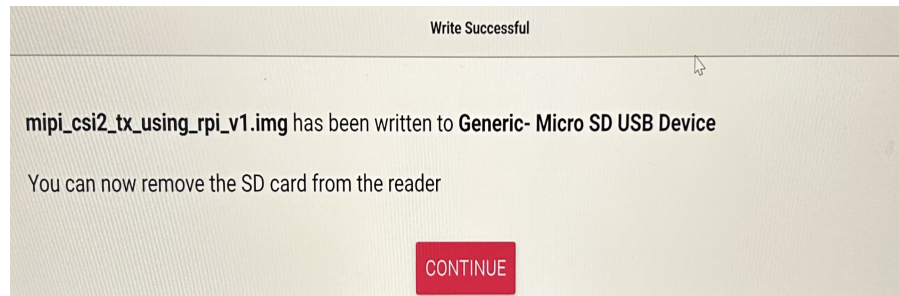 Write Successful
mipi_csi2_tx_using_rpi_v1.img has been written to Generic- Micro SD USB Device
You can now remove the SD card from the reader
CONTINUE